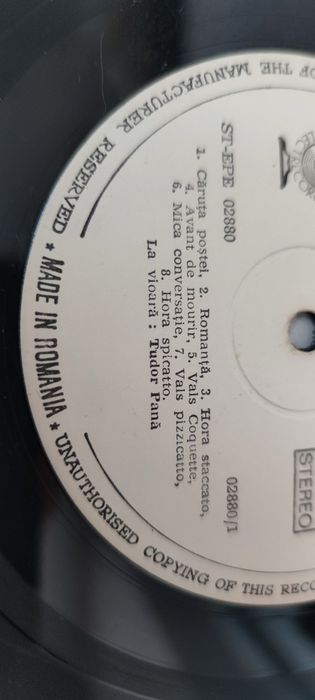 OF THE MANUFACTURER RESERVED ★ MADE IN ROMANIA ★ UNAUTHORISED COPYING OF THIS RECO
STEREO
ST-EPE 02880
02880/1
1. Căruța poștei, 2. Romanță, 3. Hora staccato,
4. Avant de mourir, 5. Vals Coquette,
6. Mica conversație, 7. Vals pizzicatto,
8. Hora spicatto.
La vioară : Tudor Pană